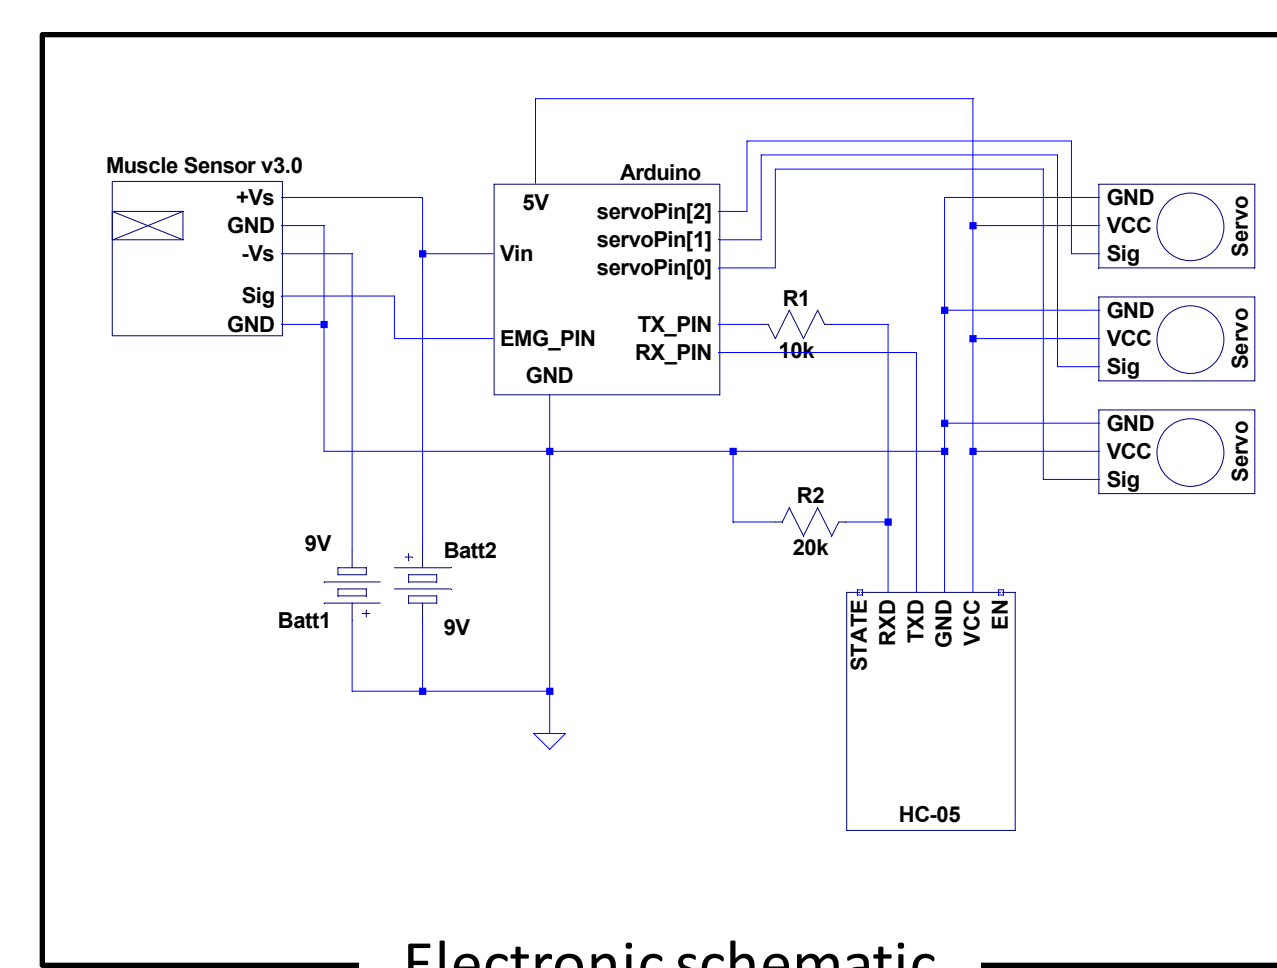 Muscle Sensor v3.0
+Vs
GND
-Vs
Sig
GND
Arduino
5V
Vin
EMG_PIN
GND
servoPin[2]
servoPin[1]
servoPin[0]
TX_PIN
RX_PIN
R1
10k
R2
20k
GND
VCC
Sig
Servo
GND
VCC
Sig
Servo
GND
VCC
Sig
Servo
9V
+
Batt2
Batt1
+
9V
STATE
RXD
TXD
GND
VCC
EN
HC-05
Electronic schematic